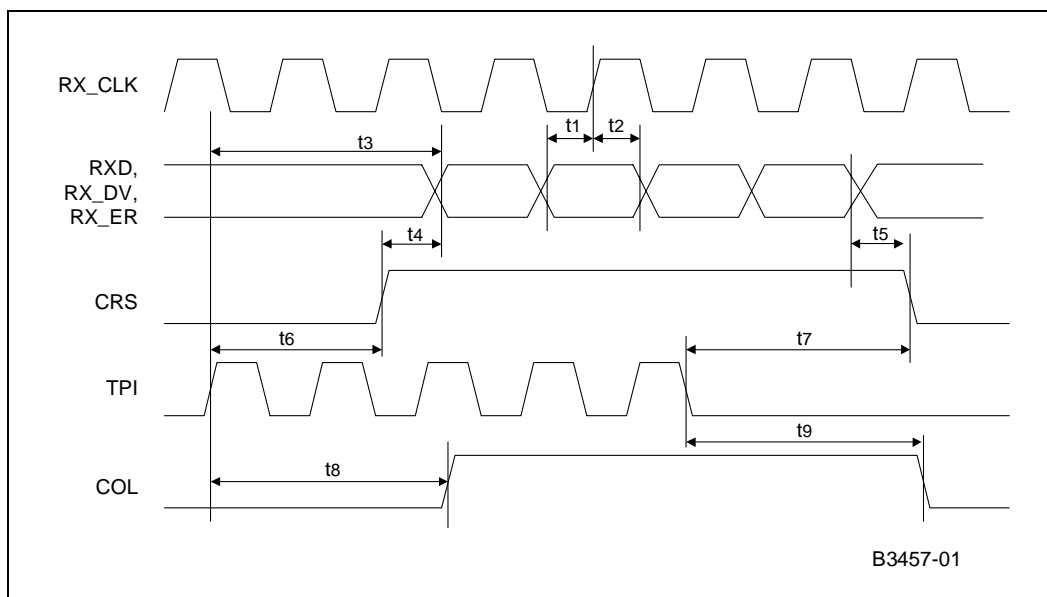 RX_CLK
t1
t2
t3
RXD,
RX_DV,
RX_ER
t4
t5
CRS
t6
t7
TPI
t9
t8
COL
B3457-01